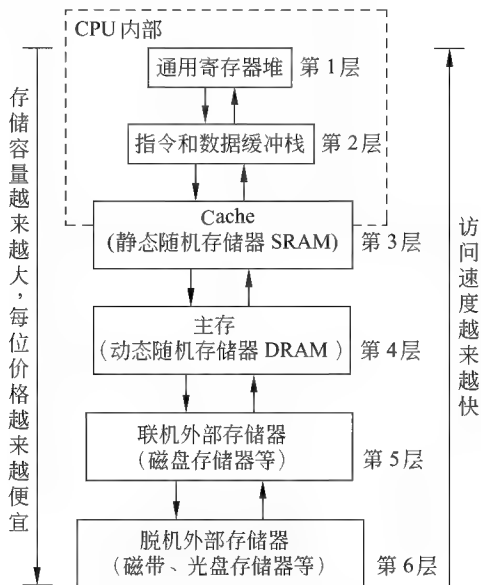 CPU内部
通用寄存器堆 第1层
指令和数据缓冲栈 第2层
Cache
(静态随机存储器 SRAM) 第3层
主存
(动态随机存储器 DRAM) 第4层
联机外部存储器
(磁盘存储器等) 第5层
脱机外部存储器
(磁带、光盘存储器等) 第6层
存储容量越来越大,每位价格越来越便宜
访问速度越来越快